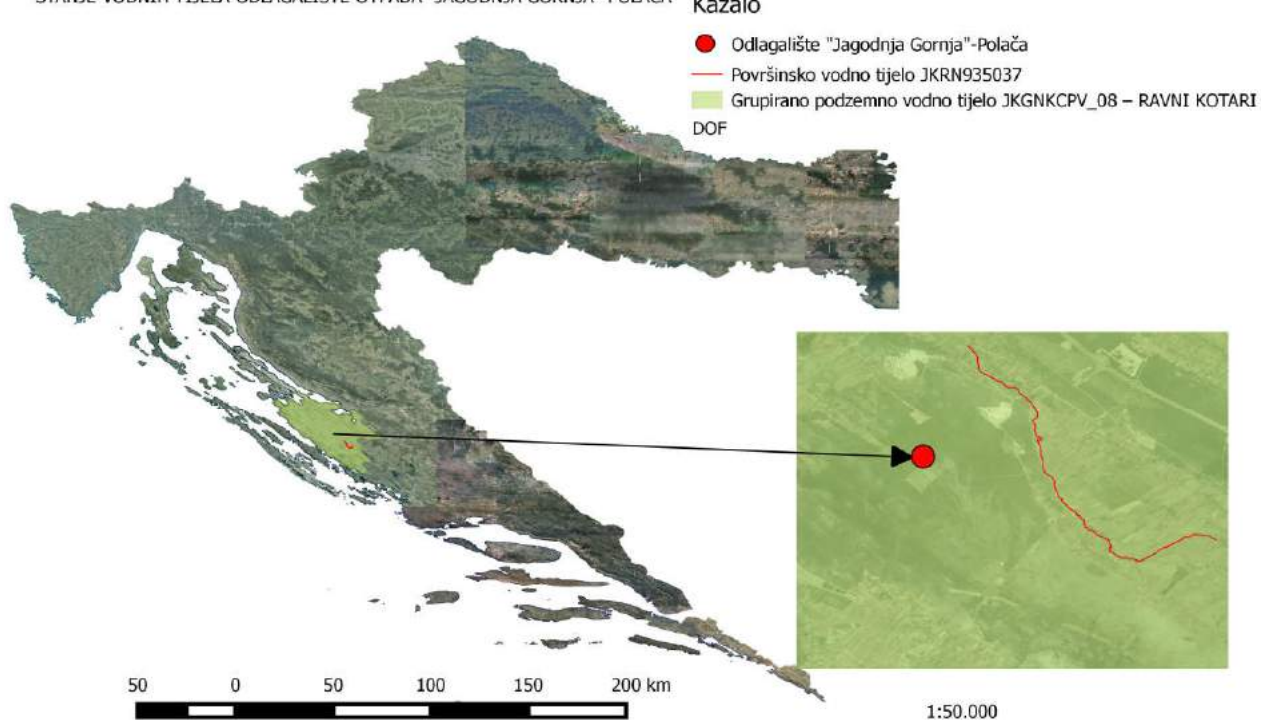 Kazalo
Odlagalište "Jagodnja Gornja"-Polača
Površinsko vodno tijelo JKRN935037
Grupirano podzemno vodno tijelo JKGNKCPV_08 – RAVNI KOTARI
DOF
50 0 50 100 150 200 km
1:50.000